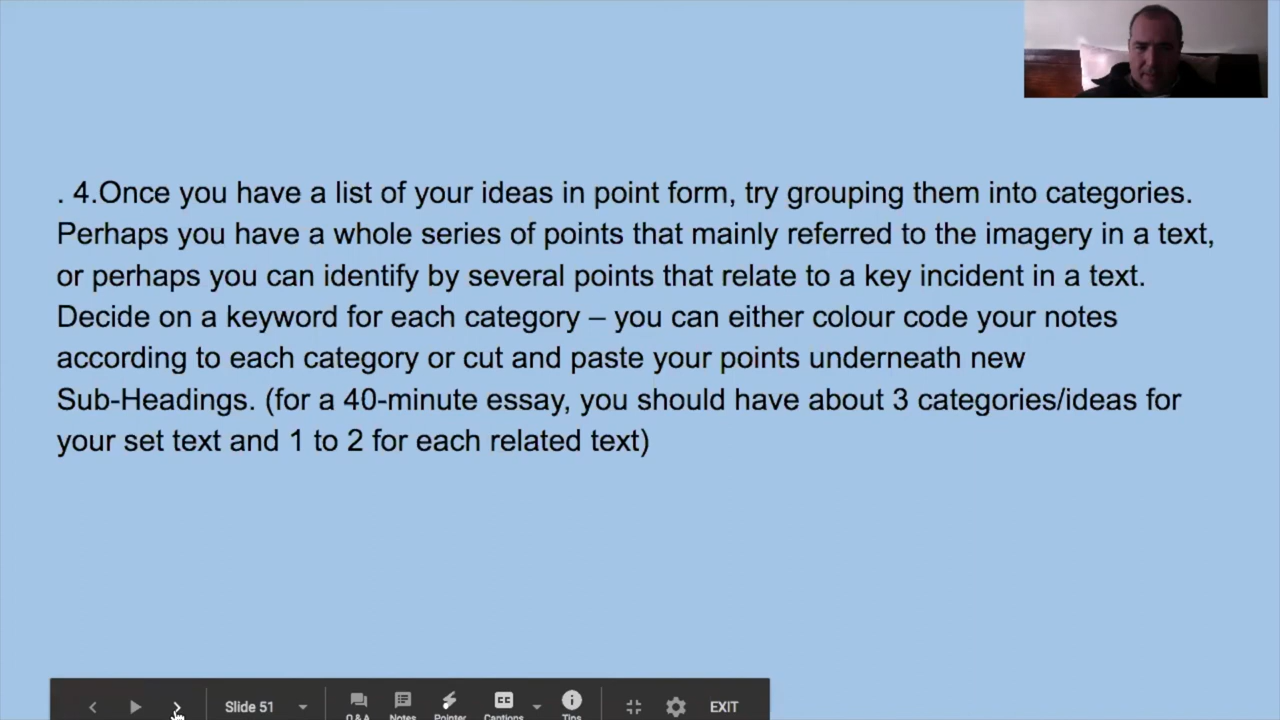 . 4.Once you have a list of your ideas in point form, try grouping them into categories.
Perhaps you have a whole series of points that mainly referred to the imagery in a text,
or perhaps you can identify by several points that relate to a key incident in a text.
Decide on a keyword for each category – you can either colour code your notes
according to each category or cut and paste your points underneath new
Sub-Headings. (for a 40-minute essay, you should have about 3 categories/ideas for
your set text and 1 to 2 for each related text)
Slide 51 CC EXIT
Q&A Notes Pointer Captions Tips